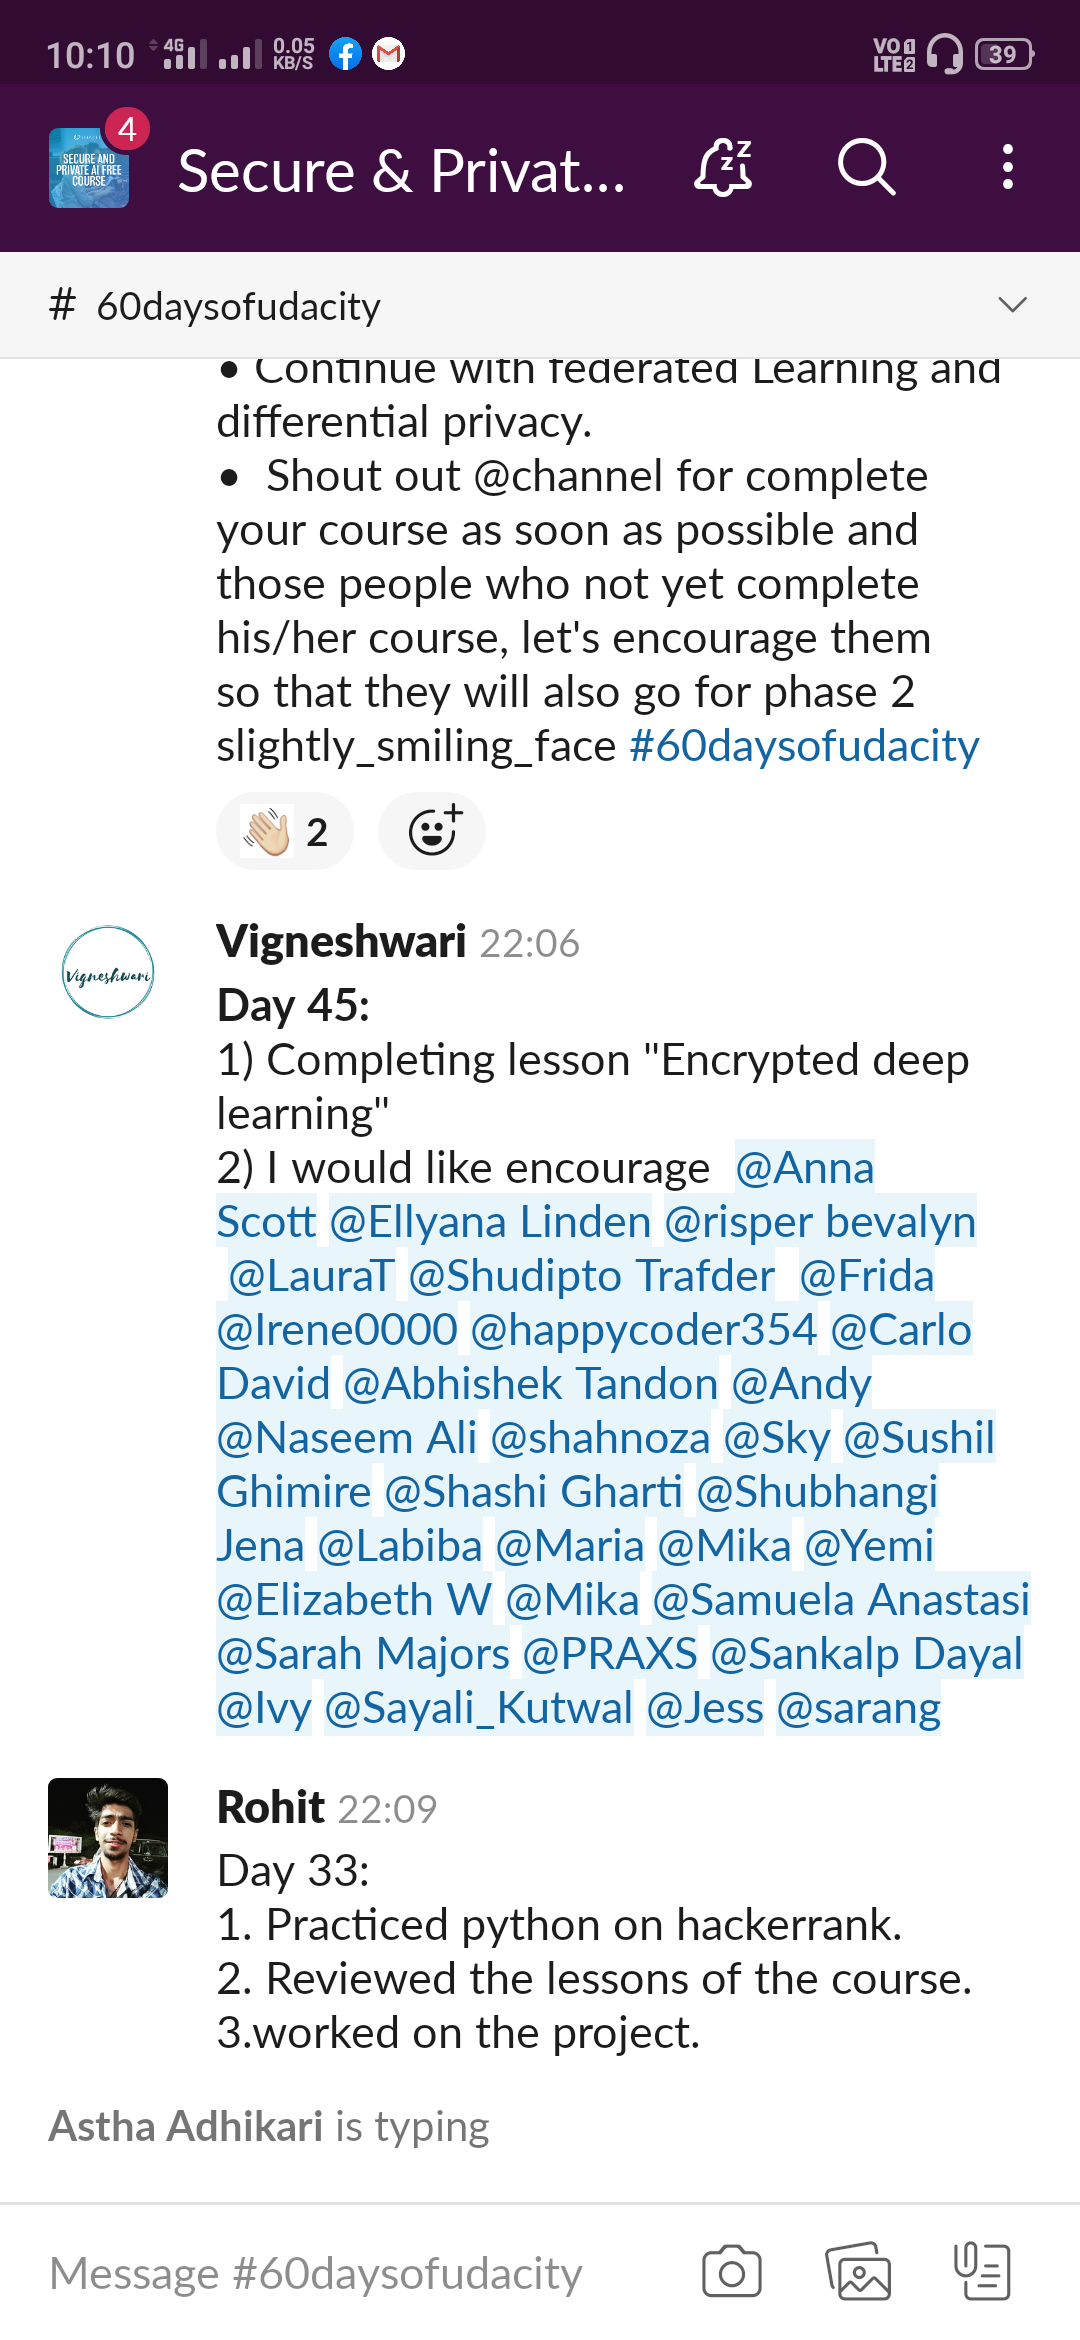 10:10 4G 0.05 KB/S VO 1 LTE 2 39
4
SECURE AND
PRIVATE AI FREE
COURSE
Secure & Privat...
# 60daysofudacity
• Continue with federated Learning and
differential privacy.
• Shout out @channel for complete
your course as soon as possible and
those people who not yet complete
his/her course, let's encourage them
so that they will also go for phase 2
slightly_smiling_face #60daysofudacity
2
Vigneshwari
Vigneshwari 22:06
Day 45:
1) Completing lesson "Encrypted deep
learning"
2) I would like encourage @Anna
Scott @Ellyana Linden @risper bevalyn
@LauraT @Shudipto Trafder @Frida
@Irene0000 @happycoder354 @Carlo
David @Abhishek Tandon @Andy
@Naseem Ali @shahnoza @Sky @Sushil
Ghimire @Shashi Gharti @Shubhangi
Jena @Labiba @Maria @Mika @Yemi
@Elizabeth W @Mika @Samuela Anastasi
@Sarah Majors @PRAXS @Sankalp Dayal
@Ivy @Sayali_Kutwal @Jess @sarang
Rohit 22:09
Day 33:
1. Practiced python on hackerrank.
2. Reviewed the lessons of the course.
3.worked on the project.
Astha Adhikari is typing
Message #60daysofudacity